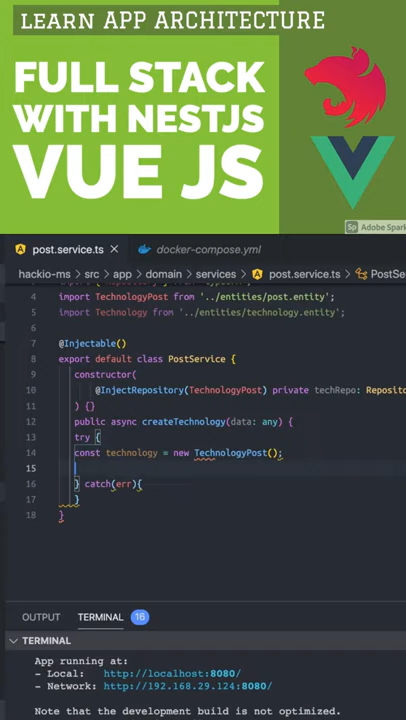 LEARN APP ARCHITECTURE
FULL STACK
WITH NESTJS
VUE JS
Sp Adobe Spark
post.service.ts
docker-compose.yml
hackio-ms > src > app > domain > services > post.service.ts > PostSe
4 import TechnologyPost from '../entities/post.entity';
5 import Technology from '../entities/technology.entity';
6
7 @Injectable()
8 export default class PostService {
9 constructor(
10 @InjectRepository(TechnologyPost) private techRepo: Reposito
11 ) {}
12 public async createTechnology(data: any) {
13 try {
14 const technology = new TechnologyPost();
15
16 } catch(err){
17 }
18 }
OUTPUT TERMINAL 16
TERMINAL
App running at:
- Local: http://localhost:8080/
- Network: http://192.168.29.124:8080/
Note that the development build is not optimized.